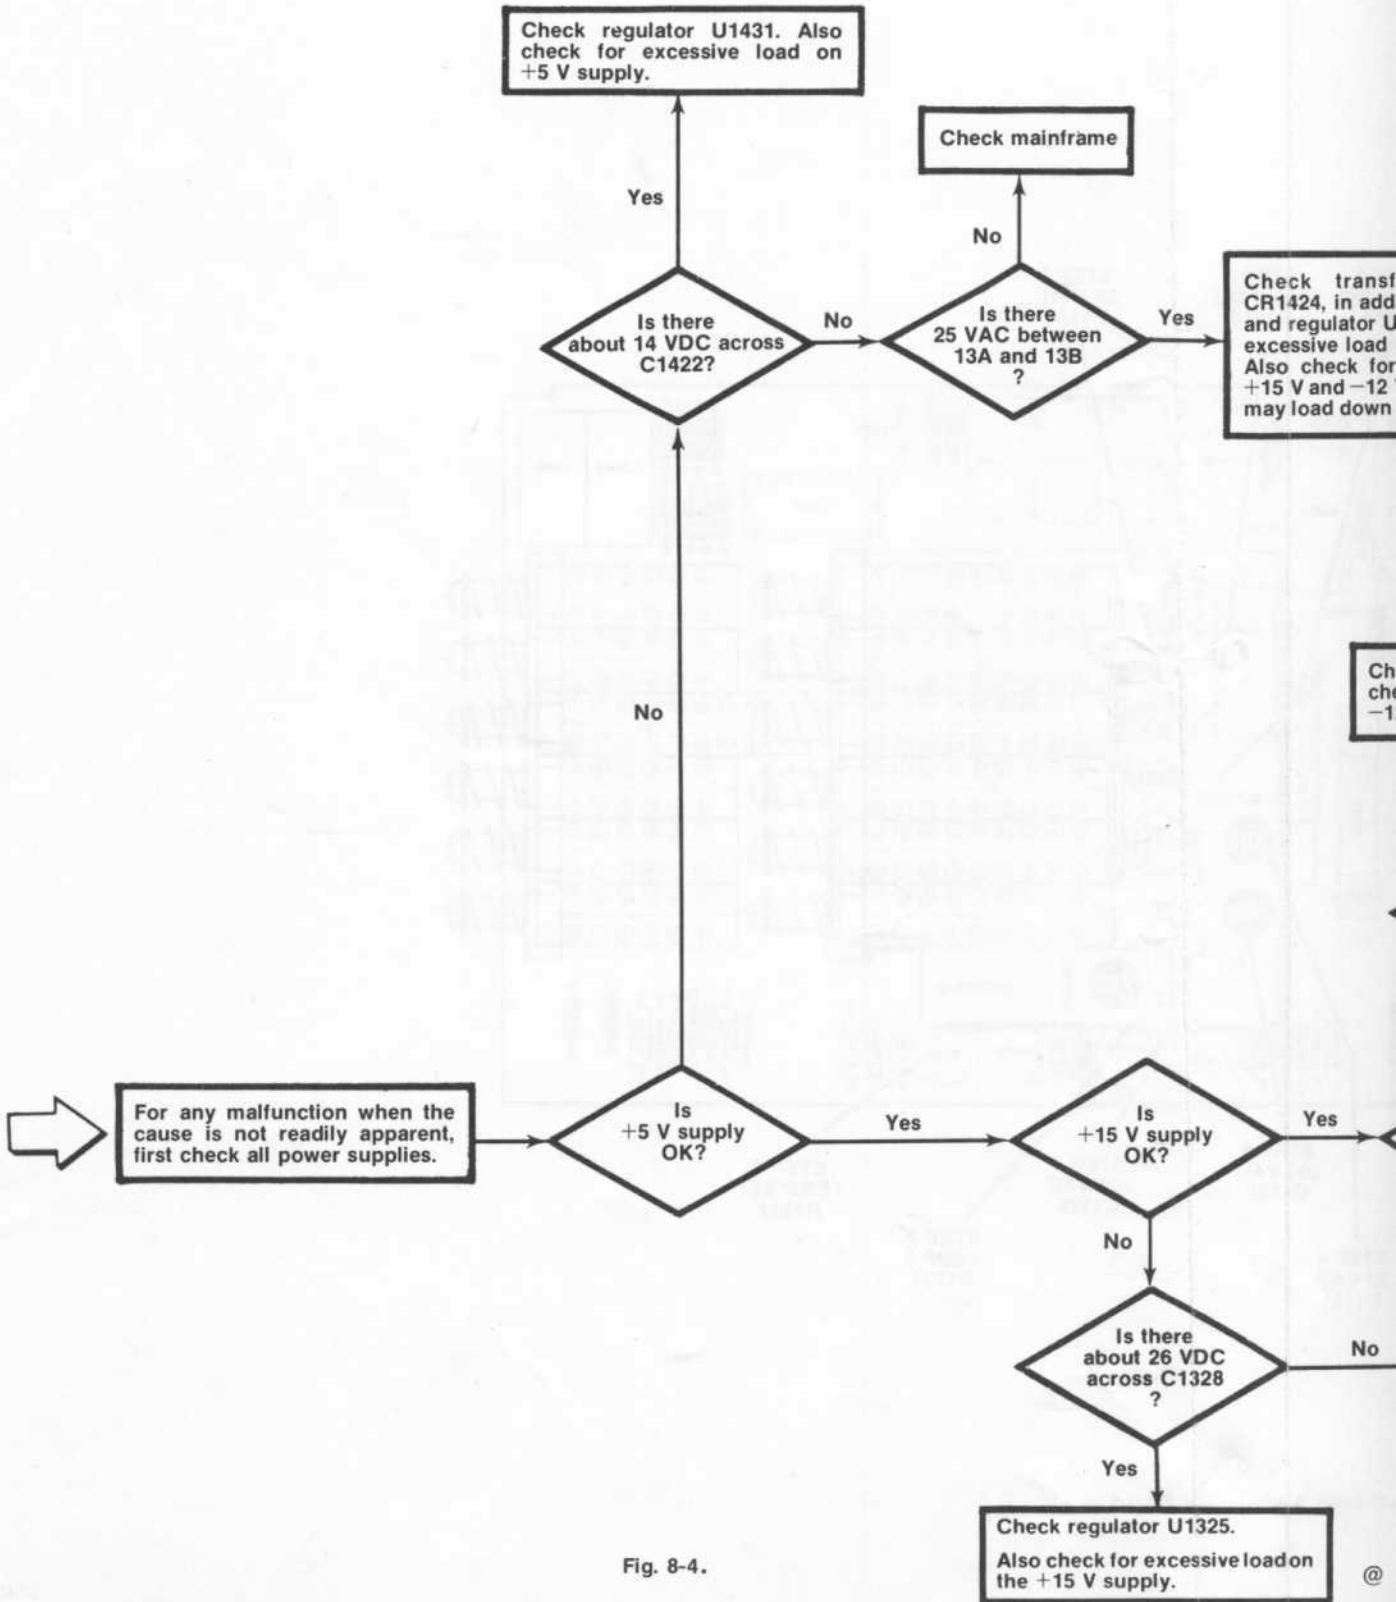 Check regulator U1431. Also
check for excessive load on
+5 V supply.
Check mainframe
Yes
No
Is there
about 14 VDC across
C1422?
No
Is there
25 VAC between
13A and 13B
?
Yes
Check
CR1424, in
and regulator
excessive load
Also check for
+15 V and −12
may load down
No
For any malfunction when the
cause is not readily apparent,
first check all power supplies.
Is
+5 V supply
OK?
Yes
Is
+15 V supply
OK?
Yes
No
Is there
about 26 VDC
across C1328
?
No
Yes
Check regulator U1325.
Also check for excessive load on
the +15 V supply.
Fig. 8-4.
@